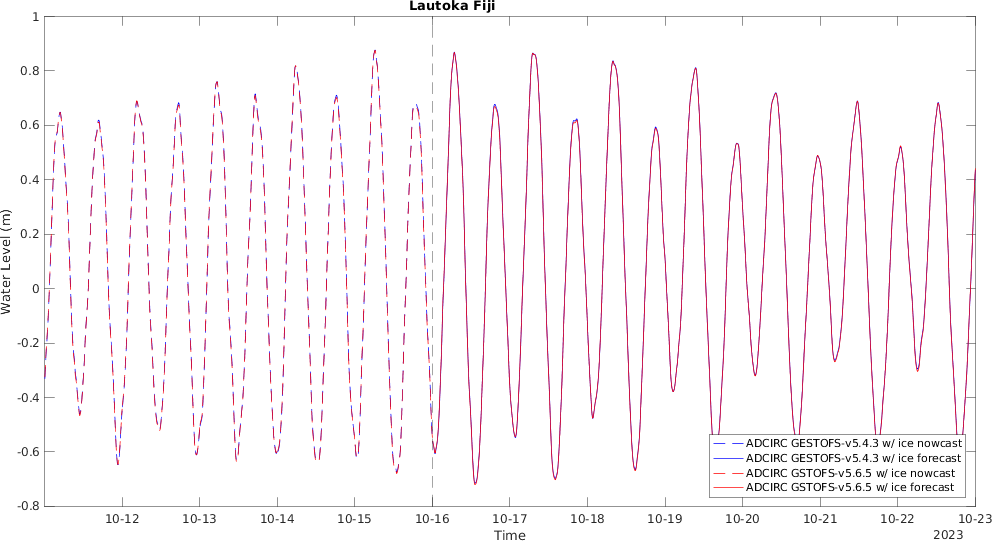 Lautoka Fiji
1
0.8
0.6
0.4
0.2
0
-0.2
-0.4
-0.6
-0.8
Water Level (m)
ADCIRC GESTOFS-v5.4.3 w/ ice nowcast
ADCIRC GESTOFS-v5.4.3 w/ ice forecast
ADCIRC GSTOFS-v5.6.5 w/ ice nowcast
ADCIRC GSTOFS-v5.6.5 w/ ice forecast
10-12 10-13 10-14 10-15 10-16 10-17 10-18 10-19 10-20 10-21 10-22 10-23
Time
2023